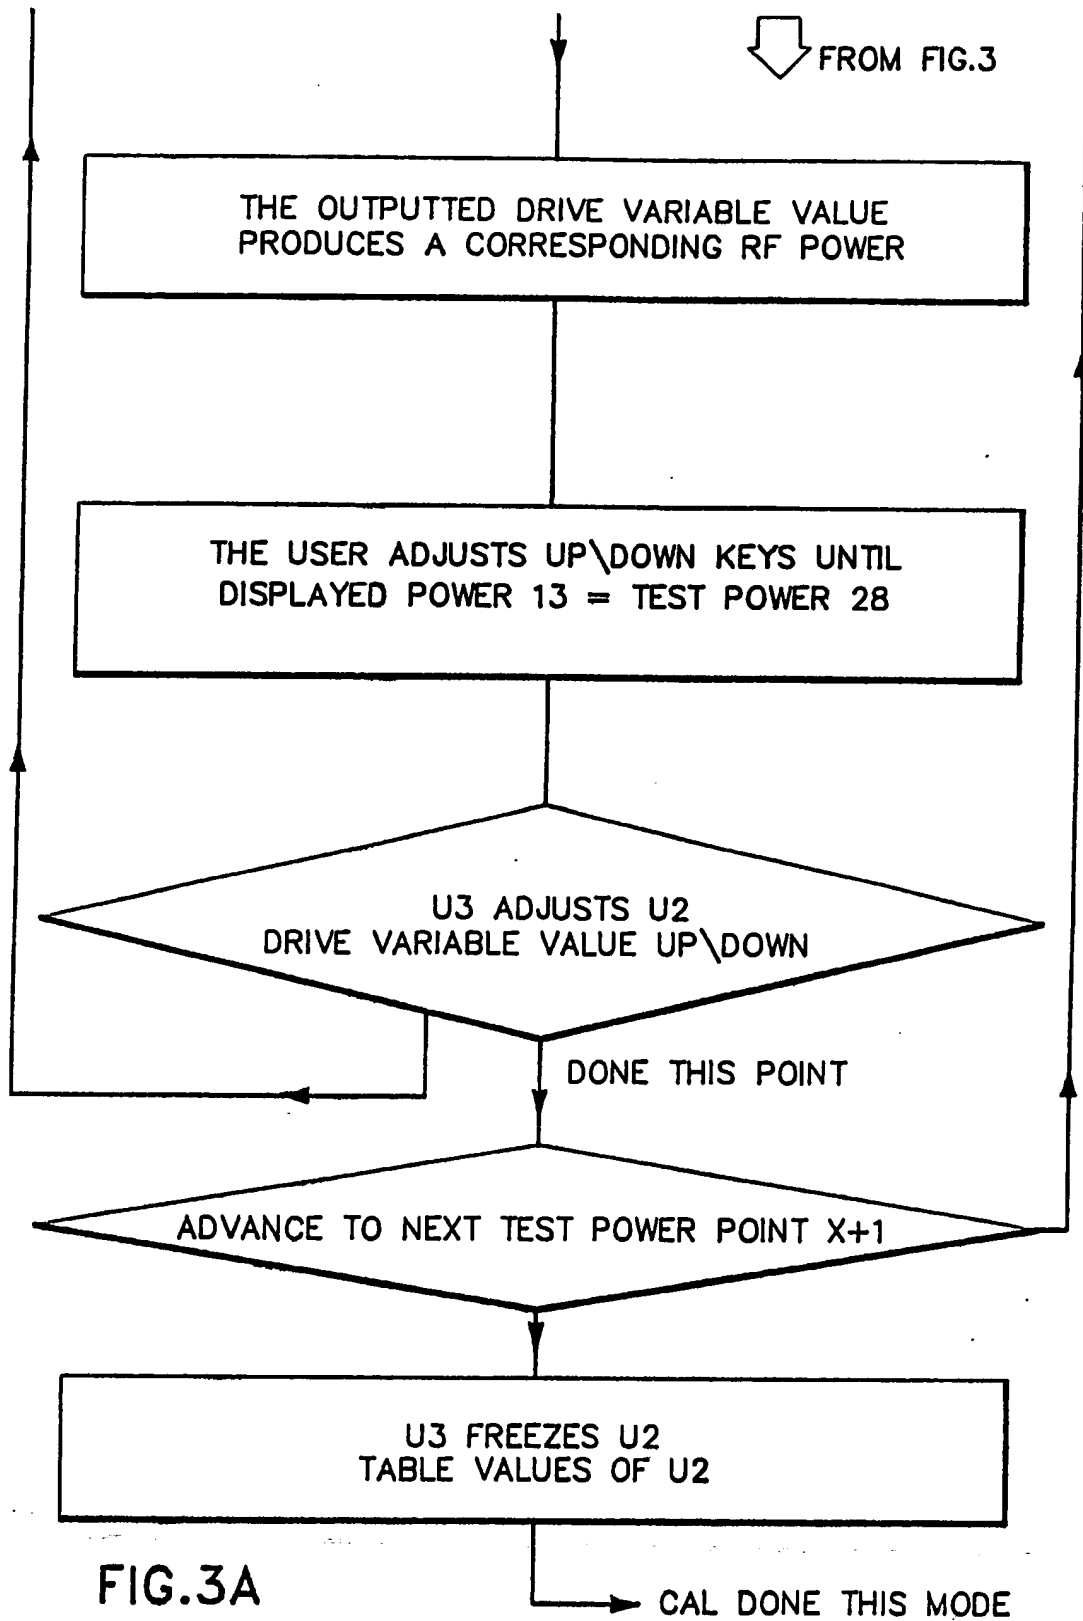 FROM FIG.3
THE OUTPUTTED DRIVE VARIABLE VALUE
PRODUCES A CORRESPONDING RF POWER
THE USER ADJUSTS UP\DOWN KEYS UNTIL
DISPLAYED POWER 13 = TEST POWER 28
U3 ADJUSTS U2
DRIVE VARIABLE VALUE UP\DOWN
DONE THIS POINT
ADVANCE TO NEXT TEST POWER POINT X+1
U3 FREEZES U2
TABLE VALUES OF U2
CAL DONE THIS MODE
FIG.3A